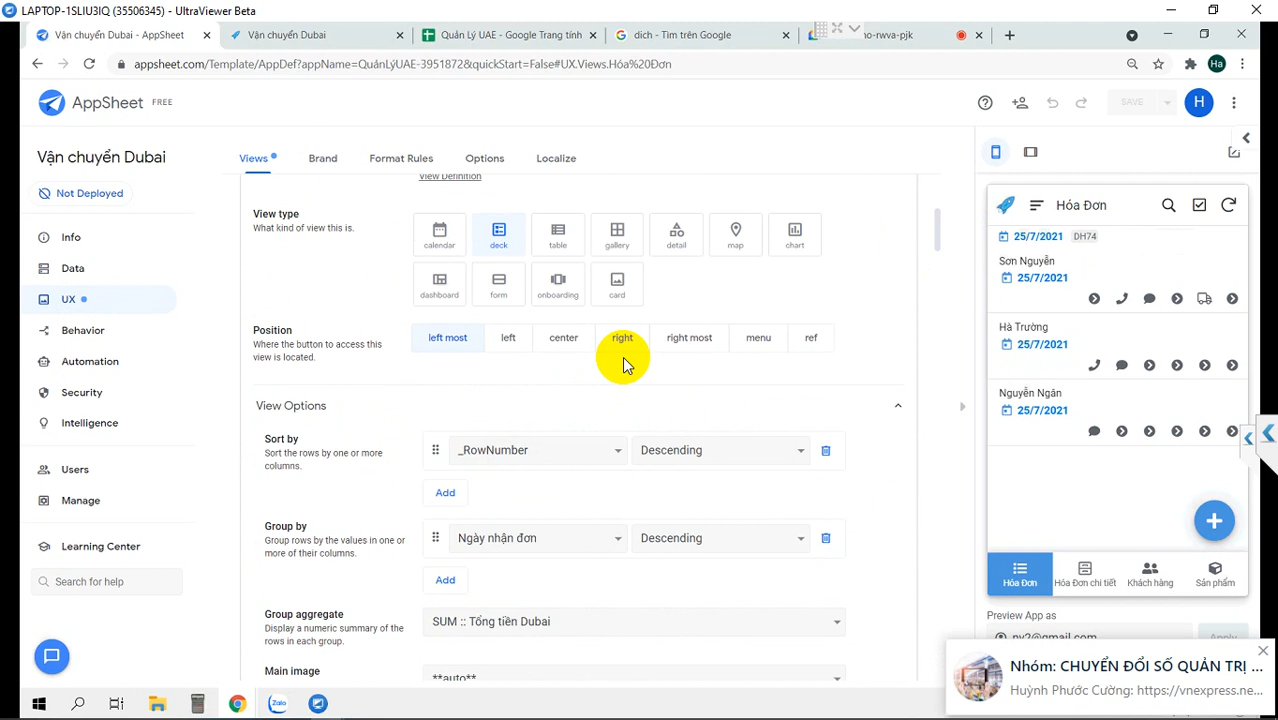 LAPTOP-1SLIU3IQ (35506345) - UltraViewer Beta
Vận chuyển Dubai - AppSheet
Vận chuyển Dubai
Quản Lý UAE - Google Trang tính
dich - Tìm trên Google
no-rwva-pjk
appsheet.com/Template/AppDef?appName=QuảnLýUAE-3951872&quickStart=False#UX.Views.Hóa%20Đơn
Ha
AppSheet FREE
SAVE
H
Vận chuyển Dubai
Not Deployed
Info
Data
UX
Behavior
Automation
Security
Intelligence
Users
Manage
Learning Center
Search for help
Views
Brand
Format Rules
Options
Localize
View Definition
View type
What kind of view this is.
calendar
deck
table
gallery
detail
map
chart
dashboard
form
onboarding
card
Position
Where the button to access this
view is located.
left most
left
center
right
right most
menu
ref
View Options
Sort by
Sort the rows by one or more
columns.
_RowNumber
Descending
Add
Group by
Group rows by the values in one or
more of their columns.
Ngày nhận đơn
Descending
Add
Group aggregate
Display a numeric summary of the
rows in each group.
SUM :: Tổng tiền Dubai
Main image
**auto**
Hóa Đơn
25/7/2021 DH74
Sơn Nguyễn
25/7/2021
Hà Trường
25/7/2021
Nguyễn Ngân
25/7/2021
Hóa Đơn
Hóa Đơn chi tiết
Khách hàng
Sản phẩm
Preview App as
nv2@gmail.com
Apply
Nhóm: CHUYỂN ĐỔI SỐ QUẢN TRỊ ...
Huỳnh Phước Cường: https://vnexpress.ne...
Zalo